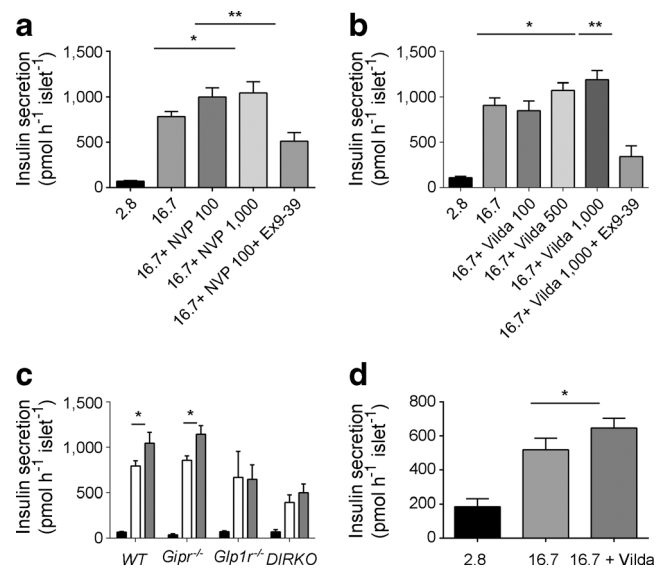 a
**
*
Insulin secretion
(pmol h⁻¹ islet⁻¹)
1,500
1,000
500
0
2.8
16.7
16.7+ NVP 100
16.7+ NVP 1,000
16.7+ NVP 100+ Ex9-39
b
*
**
Insulin secretion
(pmol h⁻¹ islet⁻¹)
1,500
1,000
500
0
2.8
16.7
16.7+ Vilda 100
16.7+ Vilda 500
16.7+ Vilda 1,000
16.7+ Vilda 1,000 + Ex9-39
c
*
*
Insulin secretion
(pmol h⁻¹ islet⁻¹)
1,500
1,000
500
0
WT Gipr⁻/⁻ Glp1r⁻/⁻ DIRKO
d
*
Insulin secretion
(pmol h⁻¹ islet⁻¹)
800
600
400
200
0
2.8 16.7 16.7 + Vilda